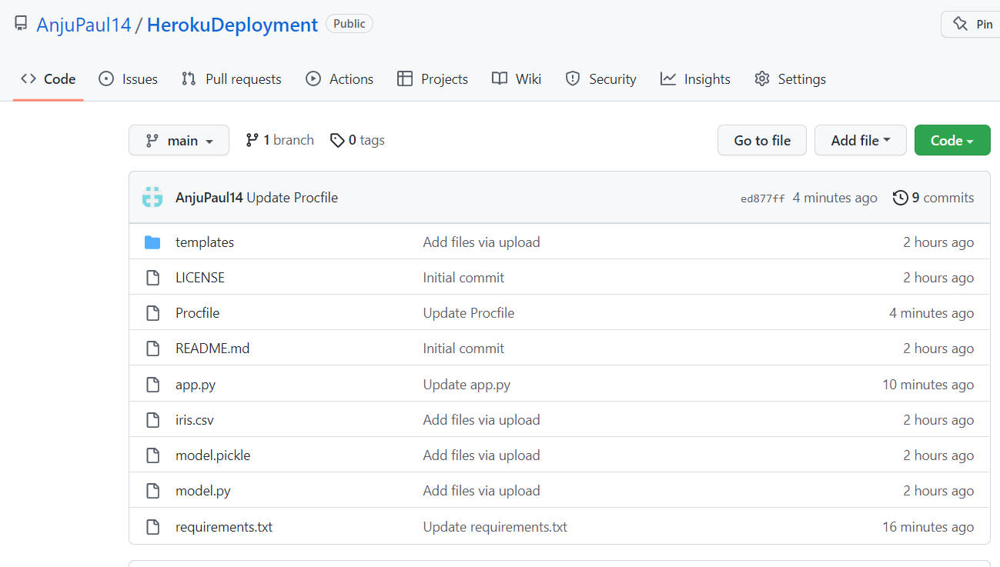 AnjuPaul14 / HerokuDeployment Public Pin
Code Issues Pull requests Actions Projects Wiki Security Insights Settings
main 1 branch 0 tags Go to file Add file Code
AnjuPaul14 Update Procfile ed877ff 4 minutes ago 9 commits
templates Add files via upload 2 hours ago
LICENSE Initial commit 2 hours ago
Procfile Update Procfile 4 minutes ago
README.md Initial commit 2 hours ago
app.py Update app.py 10 minutes ago
iris.csv Add files via upload 2 hours ago
model.pickle Add files via upload 2 hours ago
model.py Add files via upload 2 hours ago
requirements.txt Update requirements.txt 16 minutes ago